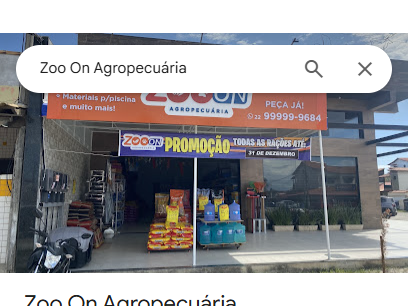 Zoo On Agropecuária
• Materiais p/piscina
e muito mais!
ZOO ON
AGROPECUÁRIA
PEÇA JÁ!
22 99999-9684
ZOO ON PROMOÇÃO TODAS AS RAÇÕES ATÉ
31 DE DEZEMBRO
Zoo On Agropecuária